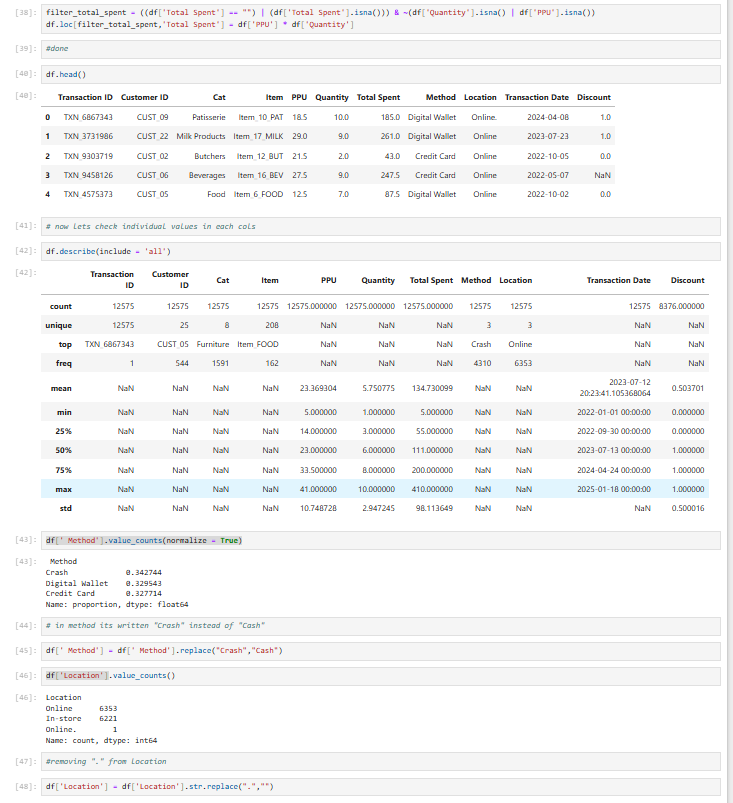 [38]: filter_total_spent = ((df['Total Spent'] == "") | (df['Total Spent'].isna())) & ~(df['Quantity'].isna() | df['PPU'].isna())
df.loc[filter_total_spent,'Total Spent'] = df['PPU'] * df['Quantity']
[39]: #done
[40]: df.head()
[40]: Transaction ID Customer ID Cat Item PPU Quantity Total Spent Method Location Transaction Date Discount
0 TXN_6867343 CUST_09 Patisserie Item_10_PAT 18.5 10.0 185.0 Digital Wallet Online. 2024-04-08 1.0
1 TXN_3731986 CUST_22 Milk Products Item_17_MILK 29.0 9.0 261.0 Digital Wallet Online 2023-07-23 1.0
2 TXN_9303719 CUST_02 Butchers Item_12_BUT 21.5 2.0 43.0 Credit Card Online 2022-10-05 0.0
3 TXN_9458126 CUST_06 Beverages Item_16_BEV 27.5 9.0 247.5 Credit Card Online 2022-05-07 NaN
4 TXN_4575373 CUST_05 Food Item_6_FOOD 12.5 7.0 87.5 Digital Wallet Online 2022-10-02 0.0
[41]: # now lets check individual values in each cols
[42]: df.describe(include = 'all')
[42]: Transaction ID Customer ID Cat Item PPU Quantity Total Spent Method Location Transaction Date Discount
count 12575 12575 12575 12575 12575.000000 12575.000000 12575.000000 12575 12575 12575 8376.000000
unique 12575 25 8 208 NaN NaN NaN 3 3 NaN NaN
top TXN_6867343 CUST_05 Furniture Item_FOOD NaN NaN NaN Crash Online NaN NaN
freq 1 544 1591 162 NaN NaN NaN 4310 6353 NaN NaN
mean NaN NaN NaN NaN 23.369304 5.750775 134.730099 NaN NaN 2023-07-12 20:23:41.105368064 0.503701
min NaN NaN NaN NaN 5.000000 1.000000 5.000000 NaN NaN 2022-01-01 00:00:00 0.000000
25% NaN NaN NaN NaN 14.000000 3.000000 55.000000 NaN NaN 2022-09-30 00:00:00 0.000000
50% NaN NaN NaN NaN 23.000000 6.000000 111.000000 NaN NaN 2023-07-13 00:00:00 1.000000
75% NaN NaN NaN NaN 33.500000 8.000000 200.000000 NaN NaN 2024-04-24 00:00:00 1.000000
max NaN NaN NaN NaN 41.000000 10.000000 410.000000 NaN NaN 2025-01-18 00:00:00 1.000000
std NaN NaN NaN NaN 10.748728 2.947245 98.113649 NaN NaN NaN 0.500016
[43]: df[' Method'].value_counts(normalize = True)
[43]: Method
Crash 0.342744
Digital Wallet 0.329543
Credit Card 0.327714
Name: proportion, dtype: float64
[44]: # in method its written "Crash" instead of "Cash"
[45]: df[' Method'] = df[' Method'].replace("Crash","Cash")
[46]: df['Location'].value_counts()
[46]: Location
Online 6353
In-store 6221
Online. 1
Name: count, dtype: int64
[47]: #removing "." from location
[48]: df['Location'] = df['Location'].str.replace(".","")